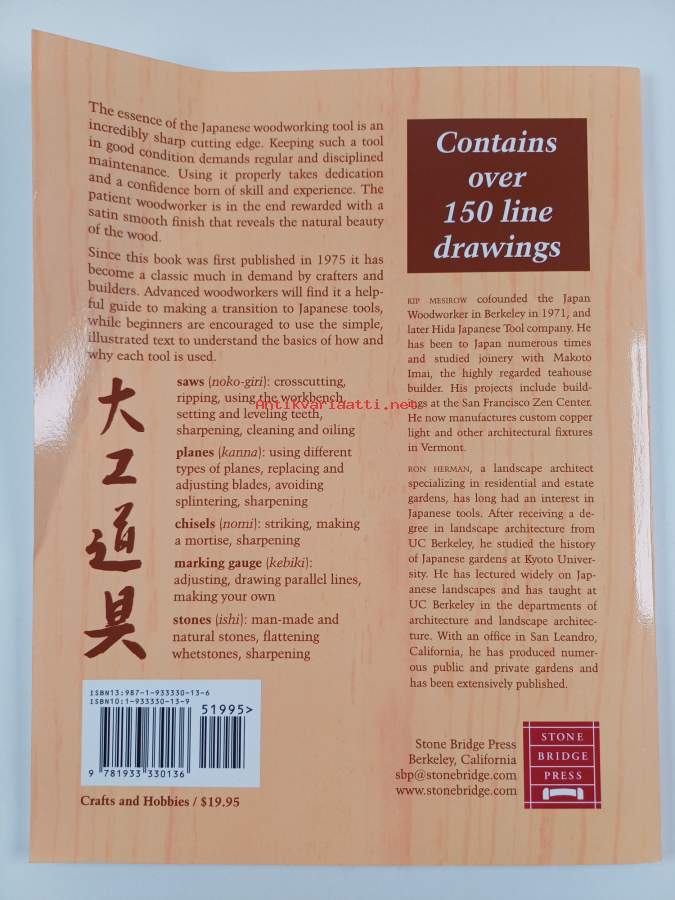 The essence of the Japanese woodworking tool is an
incredibly sharp cutting edge. Keeping such a tool
in good condition demands regular and disciplined
maintenance. Using it properly takes dedication
and a confidence born of skill and experience. The
patient woodworker is in the end rewarded with a
satin smooth finish that reveals the natural beauty
of the wood.
Since this book was first published in 1975 it has
become a classic much in demand by crafters and
builders. Advanced woodworkers will find it a help-
ful guide to making a transition to Japanese tools,
while beginners are encouraged to use the simple,
illustrated text to understand the basics of how and
why each tool is used.
大工道具
saws (noko-giri): crosscutting,
ripping, using the workbench,
setting and leveling teeth,
sharpening, cleaning and oiling
planes (kanna): using different
types of planes, replacing and
adjusting blades, avoiding
splintering, sharpening
chisels (nomi): striking, making
a mortise, sharpening
marking gauge (kebiki):
adjusting, drawing parallel lines,
making your own
stones (ishi): man-made and
natural stones, flattening
whetstones, sharpening
Antikvariaatti.net
ISBN13:987-1-933330-13-6
ISBN10:1-933330-13-9
51995>
9 781933 330136
Crafts and Hobbies / $19.95
Contains
over
150 line
drawings
RIP MESIROW cofounded the Japan
Woodworker in Berkeley in 1971, and
later Hida Japanese Tool company. He
has been to Japan numerous times
and studied joinery with Makoto
Imai, the highly regarded teahouse
builder. His projects include build-
ings at the San Francisco Zen Center.
He now manufactures custom copper
light and other architectural fixtures
in Vermont.
RON HERMAN, a landscape architect
specializing in residential and estate
gardens, has long had an interest in
Japanese tools. After receiving a de-
gree in landscape architecture from
UC Berkeley, he studied the history
of Japanese gardens at Kyoto Univer-
sity. He has lectured widely on Jap-
anese landscapes and has taught at
UC Berkeley in the departments of
architecture and landscape architec-
ture. With an office in San Leandro,
California, he has produced numer-
ous public and private gardens and
has been extensively published.
Stone Bridge Press
Berkeley, California
sbp@stonebridge.com
www.stonebridge.com
STONE
BRIDGE
PRESS